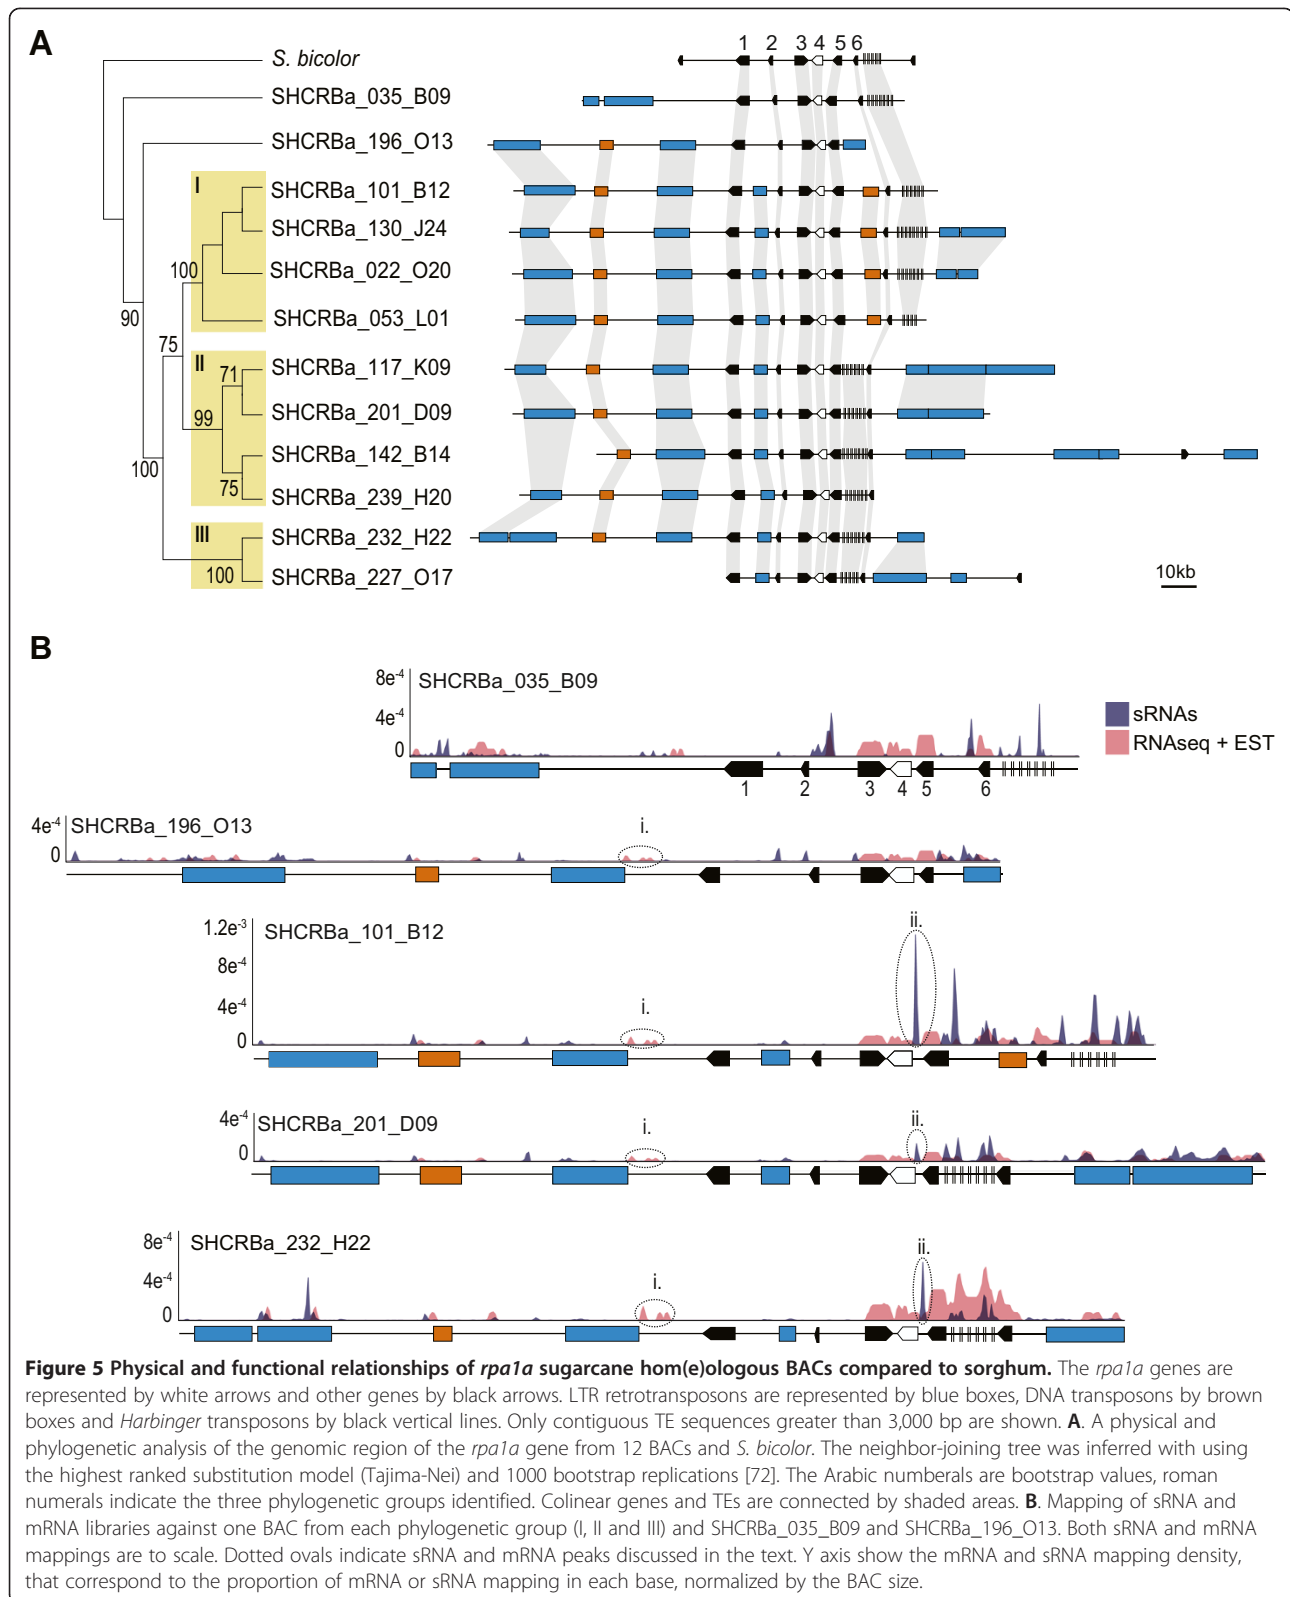 A
1 2 3 4 5 6
S. bicolor
SHCRBa_035_B09
SHCRBa_196_O13
I
SHCRBa_101_B12
SHCRBa_130_J24
100
SHCRBa_022_O20
90
SHCRBa_053_L01
75
II
71
SHCRBa_117_K09
99
SHCRBa_201_D09
100
SHCRBa_142_B14
75
SHCRBa_239_H20
III
SHCRBa_232_H22
100
SHCRBa_227_O17
10kb
B
8e-4
SHCRBa_035_B09
4e-4
0
sRNAs
RNAseq + EST
1 2 3 4 5 6
4e-4
SHCRBa_196_O13
i.
0
1.2e-3
SHCRBa_101_B12
ii.
8e-4
4e-4
i.
0
4e-4
SHCRBa_201_D09
i.
ii.
0
8e-4
SHCRBa_232_H22
ii.
4e-4
i.
0
Figure 5 Physical and functional relationships of rpa1a sugarcane hom(e)ologous BACs compared to sorghum. The rpa1a genes are
represented by white arrows and other genes by black arrows. LTR retrotransposons are represented by blue boxes, DNA transposons by brown
boxes and Harbinger transposons by black vertical lines. Only contiguous TE sequences greater than 3,000 bp are shown. A. A physical and
phylogenetic analysis of the genomic region of the rpa1a gene from 12 BACs and S. bicolor. The neighbor-joining tree was inferred with using
the highest ranked substitution model (Tajima-Nei) and 1000 bootstrap replications [72]. The Arabic numberals are bootstrap values, roman
numerals indicate the three phylogenetic groups identified. Colinear genes and TEs are connected by shaded areas. B. Mapping of sRNA and
mRNA libraries against one BAC from each phylogenetic group (I, II and III) and SHCRBa_035_B09 and SHCRBa_196_O13. Both sRNA and mRNA
mappings are to scale. Dotted ovals indicate sRNA and mRNA peaks discussed in the text. Y axis show the mRNA and sRNA mapping density,
that correspond to the proportion of mRNA or sRNA mapping in each base, normalized by the BAC size.